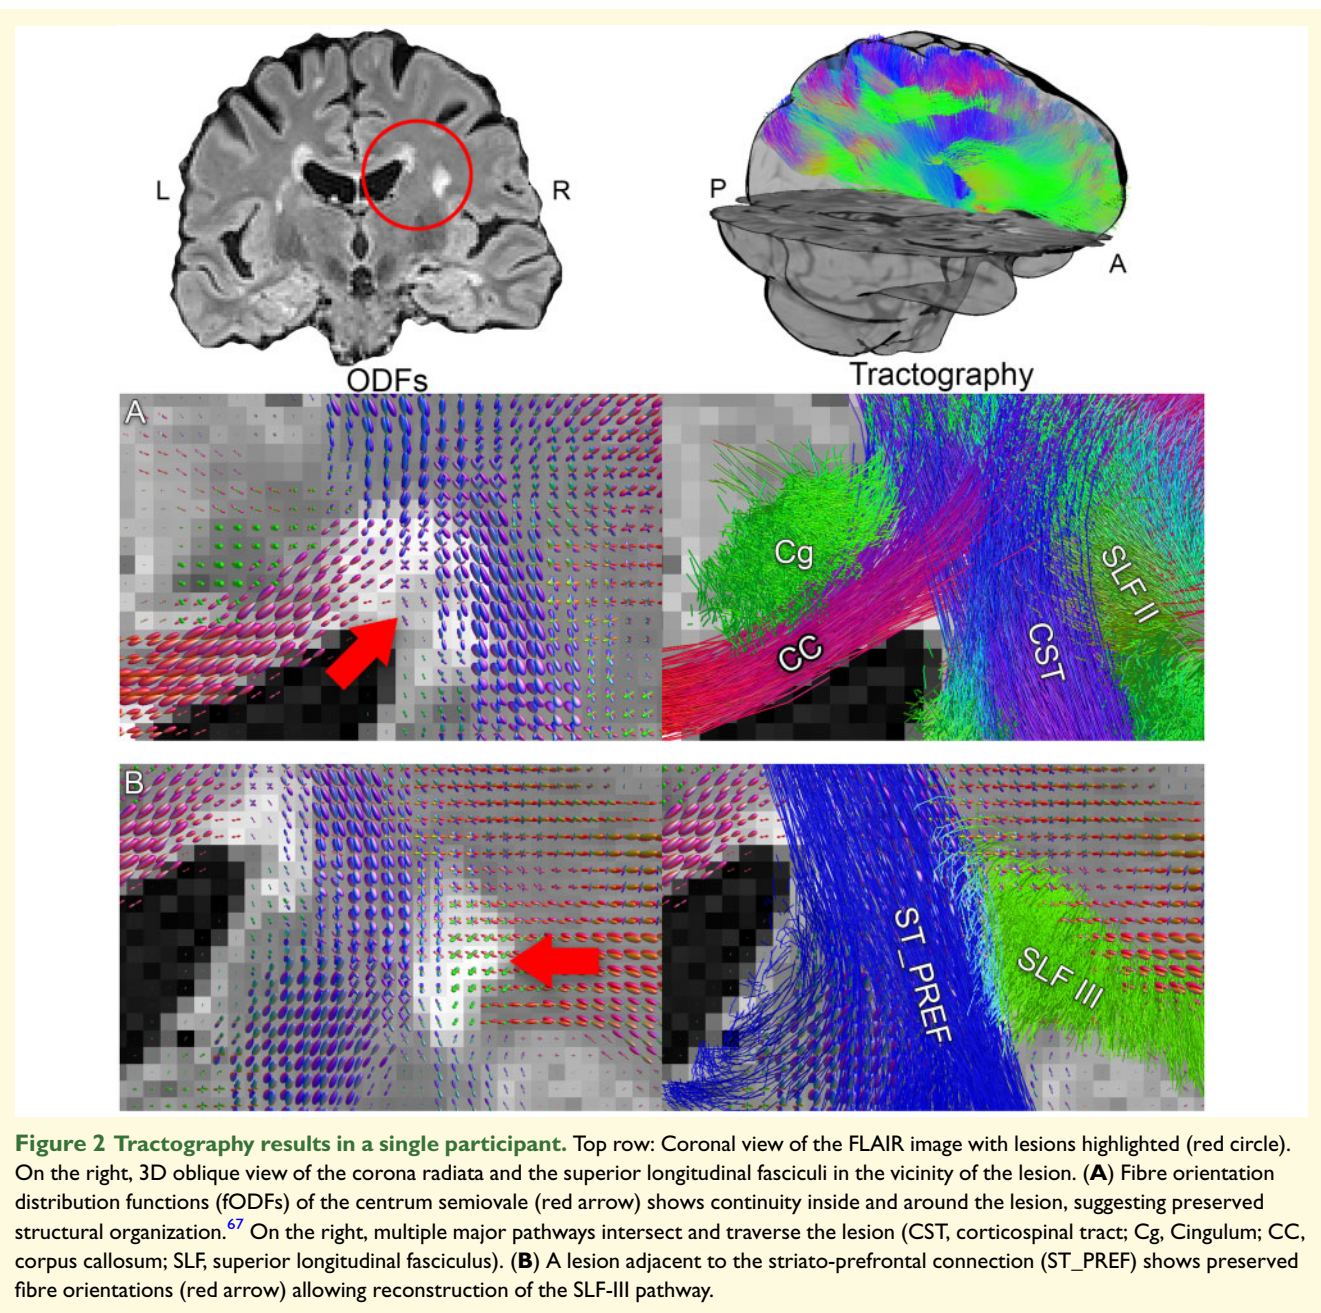 L
R
P
A
ODFs
Tractography
A
Cg
CC
CST
SLF II
B
ST_PREF
SLF III
Figure 2 Tractography results in a single participant. Top row: Coronal view of the FLAIR image with lesions highlighted (red circle).
On the right, 3D oblique view of the corona radiata and the superior longitudinal fasciculi in the vicinity of the lesion. (A) Fibre orientation
distribution functions (fODFs) of the centrum semiovale (red arrow) shows continuity inside and around the lesion, suggesting preserved
structural organization.67 On the right, multiple major pathways intersect and traverse the lesion (CST, corticospinal tract; Cg, Cingulum; CC,
corpus callosum; SLF, superior longitudinal fasciculus). (B) A lesion adjacent to the striato-prefrontal connection (ST_PREF) shows preserved
fibre orientations (red arrow) allowing reconstruction of the SLF-III pathway.